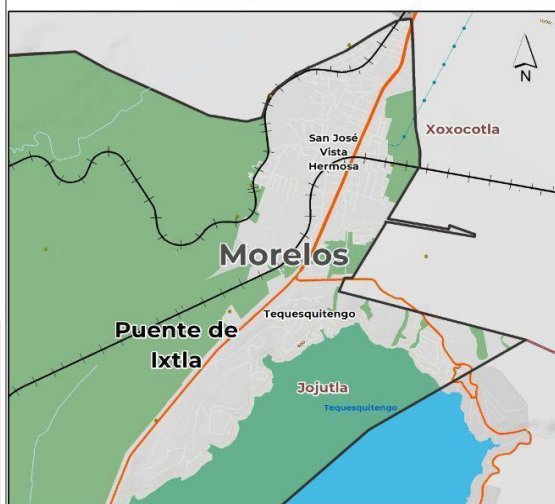 N
Xoxocotla
San José
Vista
Hermosa
Morelos
Tequesquitengo
Puente de
Ixtla
Jojutla
Tequesquitengo